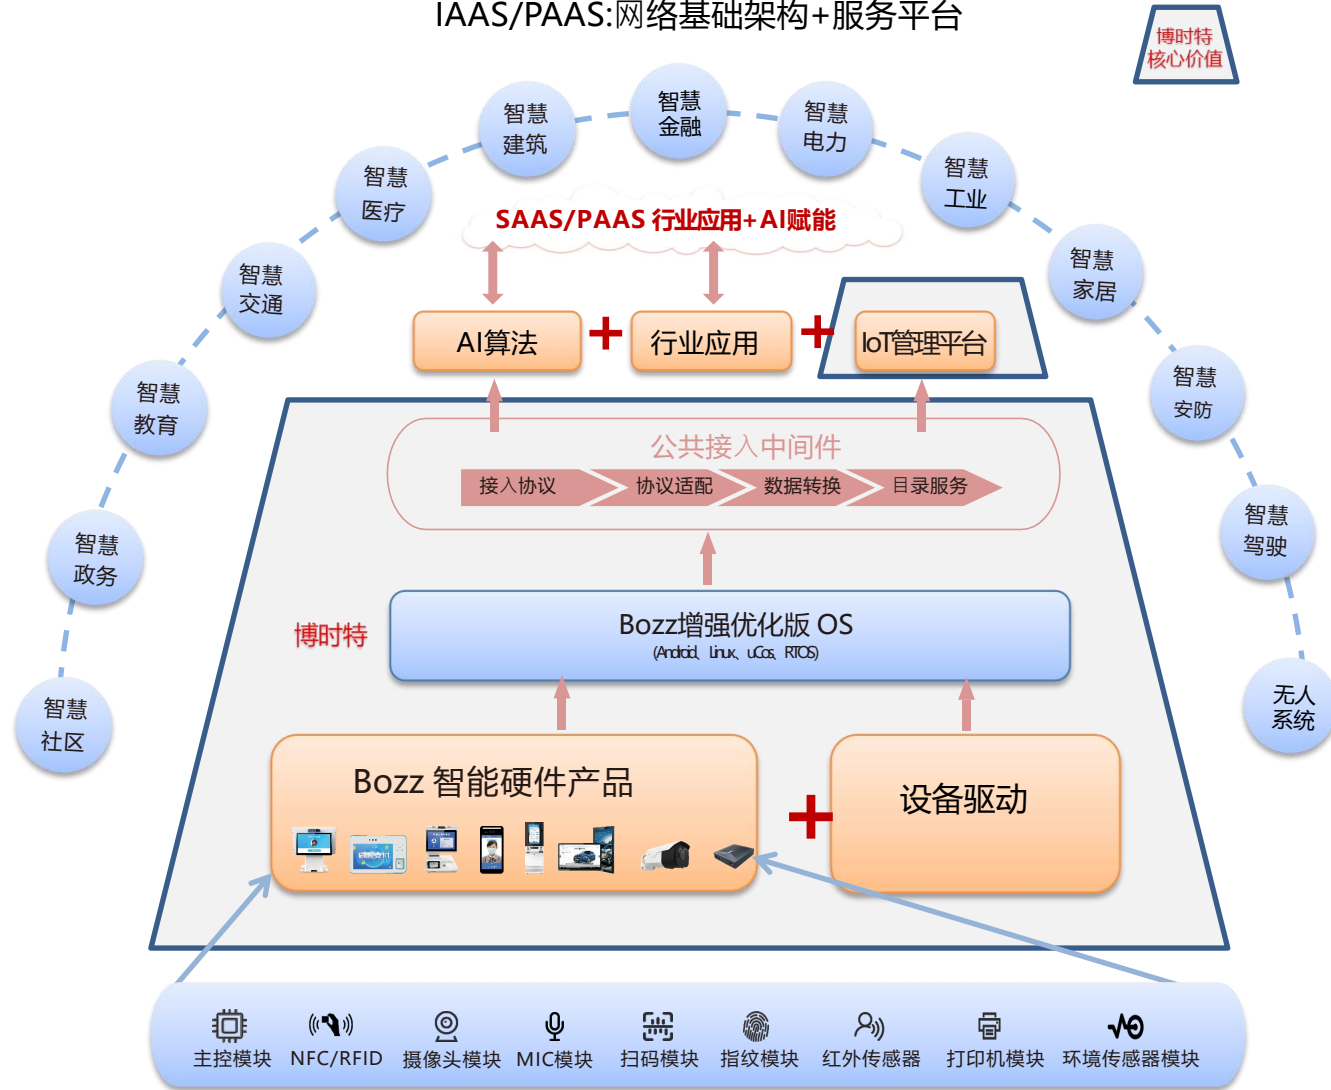 IAAS/PAAS:网络基础架构+服务平台
博时特
核心价值
智慧
金融
智慧
建筑
智慧
电力
智慧
医疗
智慧
工业
智慧
交通
智慧
家居
智慧
教育
智慧
安防
智慧
政务
智慧
驾驶
智慧
社区
无人
系统
SAAS/PAAS 行业应用+AI赋能
AI算法
+
行业应用
+
IoT管理平台
公共接入中间件
接入协议
协议适配
数据转换
目录服务
博时特
Bozz增强优化版 OS
(Android、Linux、uCos、RTOS)
Bozz 智能硬件产品
+
设备驱动
主控模块
NFC/RFID
摄像头模块
MIC模块
扫码模块
指纹模块
红外传感器
打印机模块
环境传感器模块